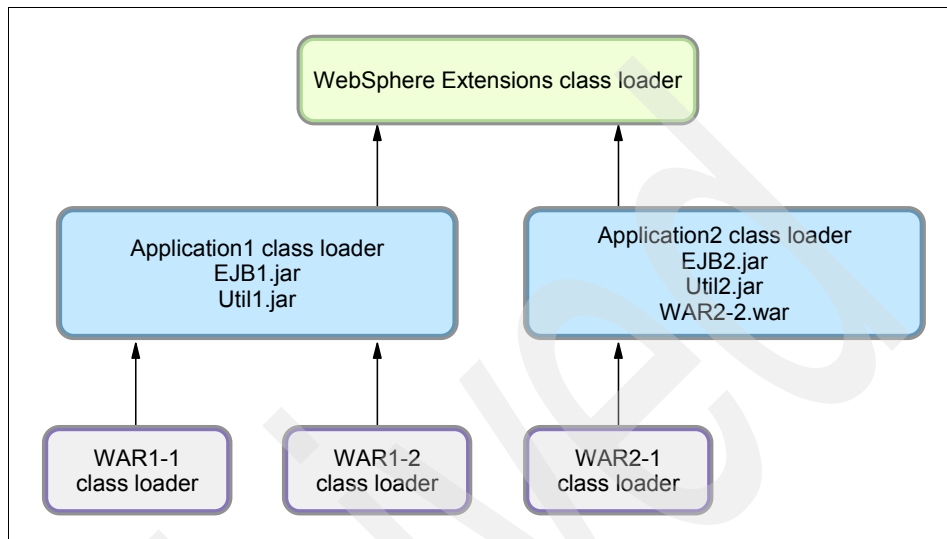 WebSphere Extensions class loader
Application1 class loader
EJB1.jar
Util1.jar
Application2 class loader
EJB2.jar
Util2.jar
WAR2-2.war
WAR1-1
class loader
WAR1-2
class loader
WAR2-1
class loader